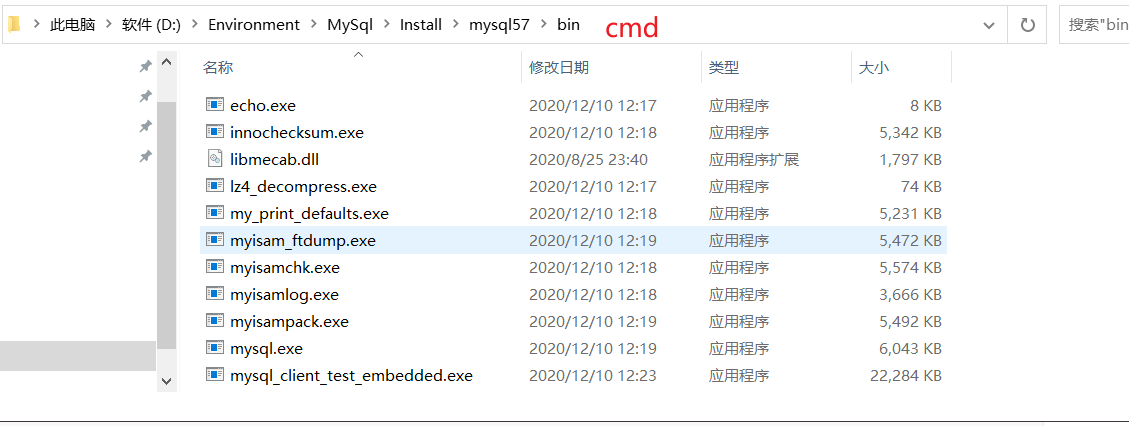 此电脑 > 软件 (D:) > Environment > MySql > Install > mysql57 > bin cmd 搜索"bin
名称 修改日期 类型 大小
echo.exe 2020/12/10 12:17 应用程序 8 KB
innochecksum.exe 2020/12/10 12:18 应用程序 5,342 KB
libmecab.dll 2020/8/25 23:40 应用程序扩展 1,797 KB
lz4_decompress.exe 2020/12/10 12:17 应用程序 74 KB
my_print_defaults.exe 2020/12/10 12:18 应用程序 5,231 KB
myisam_ftdump.exe 2020/12/10 12:19 应用程序 5,472 KB
myisamchk.exe 2020/12/10 12:18 应用程序 5,574 KB
myisamlog.exe 2020/12/10 12:18 应用程序 3,666 KB
myisampack.exe 2020/12/10 12:19 应用程序 5,492 KB
mysql.exe 2020/12/10 12:19 应用程序 6,043 KB
mysql_client_test_embedded.exe 2020/12/10 12:23 应用程序 22,284 KB